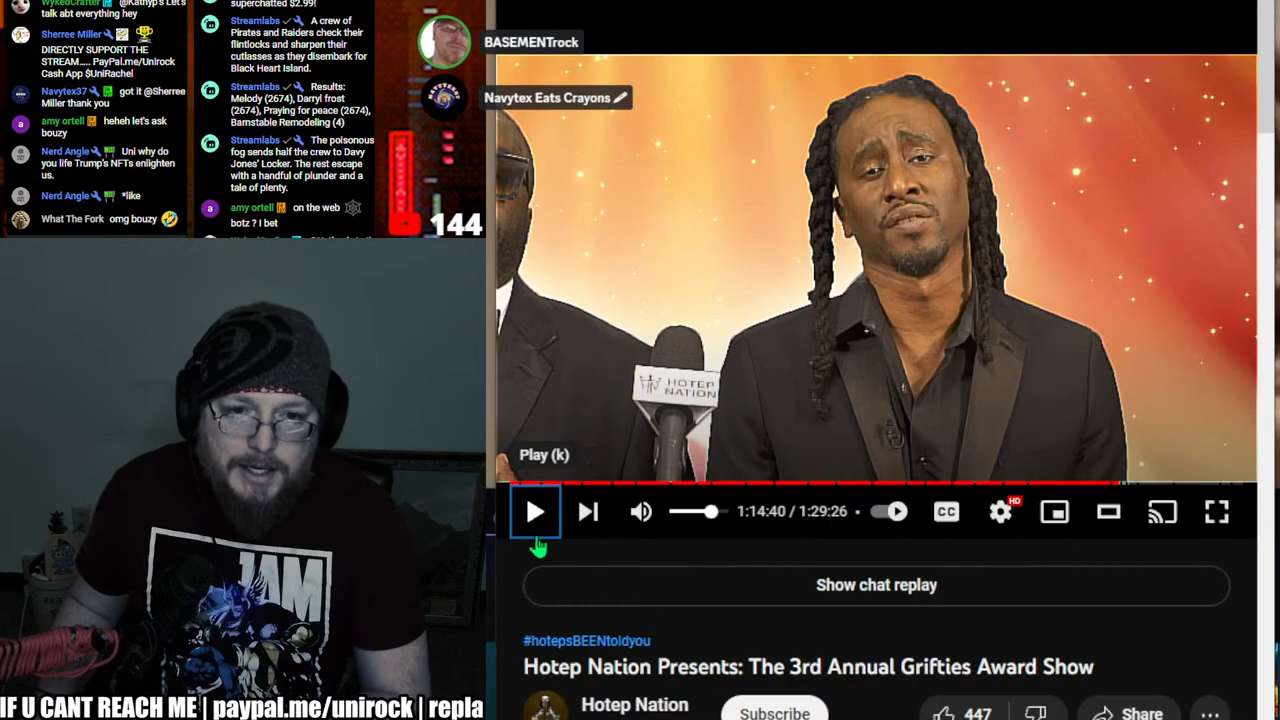 WykedCrafter @KathyP's Let's
talk abt everything hey
Sherree Miller
DIRECTLY SUPPORT THE
STREAM..... PayPal.me/Unirock
Cash App $UniRachel
Navytex37 got it @Sherree
Miller thank you
amy ortell heheh let's ask
bouzy
Nerd Angle Uni why do
you life Trump's NFTs enlighten
us.
Nerd Angle *like
What The Fork omg bouzy 🤣
superchatted $2.99!
Streamlabs A crew of
Pirates and Raiders check their
flintlocks and sharpen their
cutlasses as they disembark for
Black Heart Island.
Streamlabs Results:
Melody (2674), Darryl frost
(2674), Praying for peace (2674),
Barnstable Remodeling (4)
Streamlabs The poisonous
fog sends half the crew to Davy
Jones' Locker. The rest escape
with a handful of plunder and a
tale of plenty.
amy ortell on the web 🕸
botz ? I bet
144
BASEMENTrock
Navytex Eats Crayons
HOTEP
NATION
JAM
Play (k)
1:14:40 / 1:29:26
CC
HD
Show chat replay
#hotepsBEENtoldyou
Hotep Nation Presents: The 3rd Annual Grifties Award Show
Hotep Nation
Subscribe
447
Share
IF U CANT REACH ME | paypal.me/unirock | repla